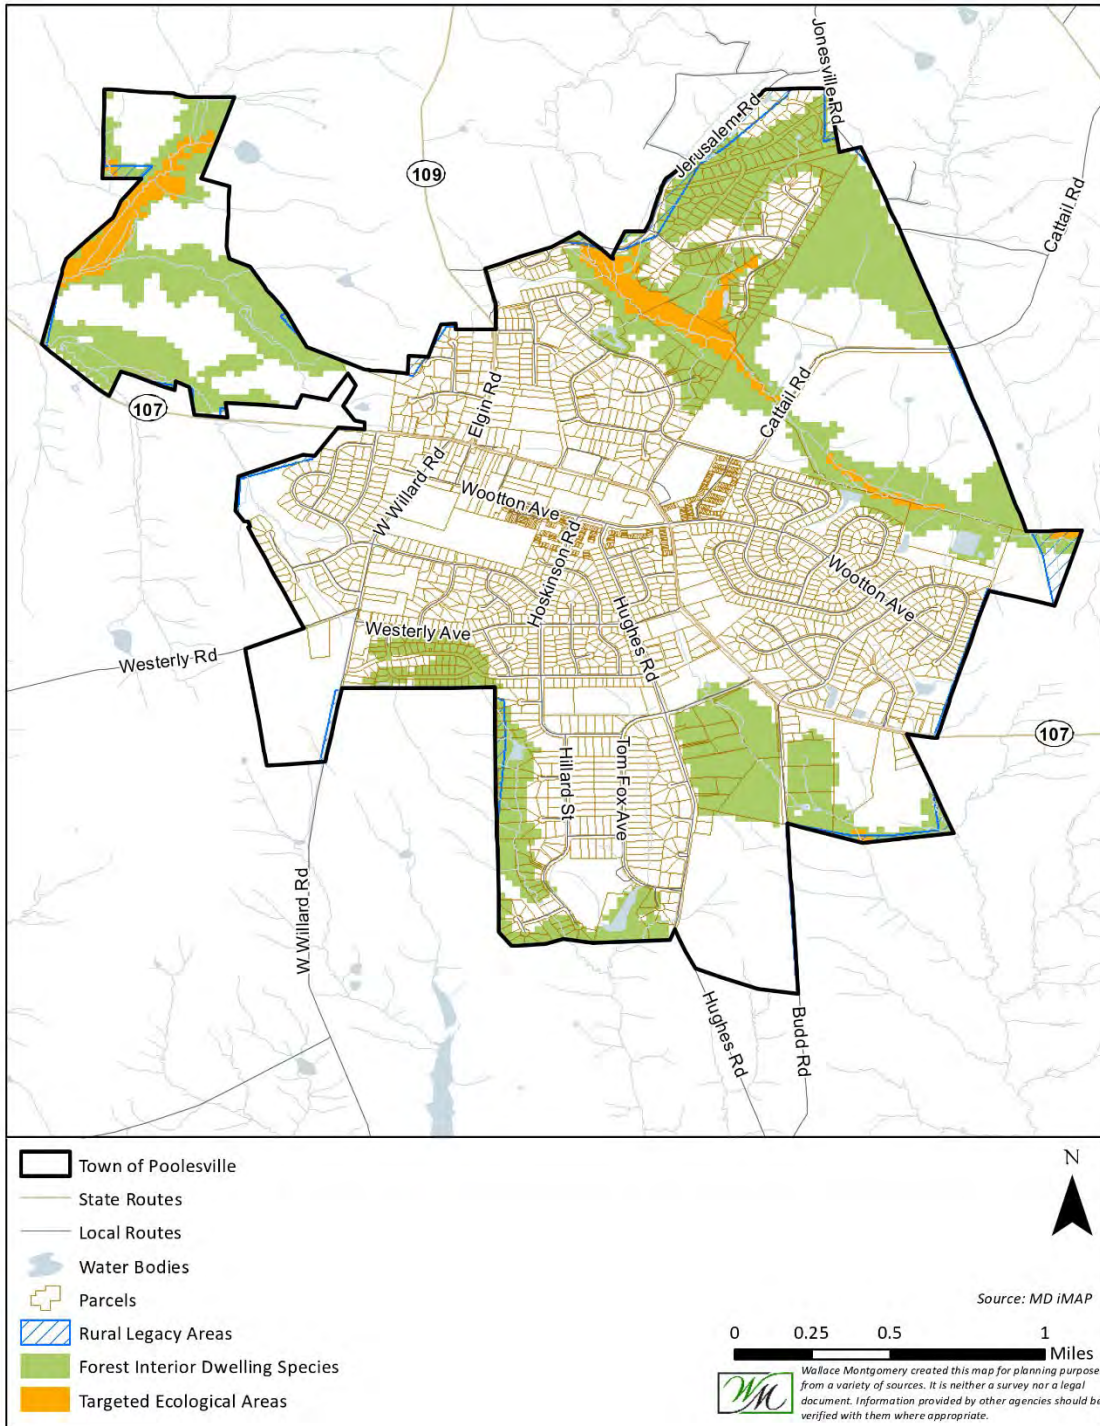 Jonesville Rd
Jerusalem Rd
109
Cattail Rd
107
Elgin Rd
Cattail Rd
W Willard Rd
Wootton Ave
Hoskinson Rd
Wootton Ave
Hughes Rd
Westerly Ave
Westerly Rd
107
Hillard St
Tom Fox Ave
W Willard Rd
Hughes Rd
Budd Rd
Town of Poolesville
State Routes
Local Routes
Water Bodies
Parcels
Rural Legacy Areas
Forest Interior Dwelling Species
Targeted Ecological Areas
N
Source: MD iMAP
0 0.25 0.5 1
Miles
WM
Wallace Montgomery created this map for planning purpose
from a variety of sources. It is neither a survey nor a legal
document. Information provided by other agencies should be
verified with them where appropriate.